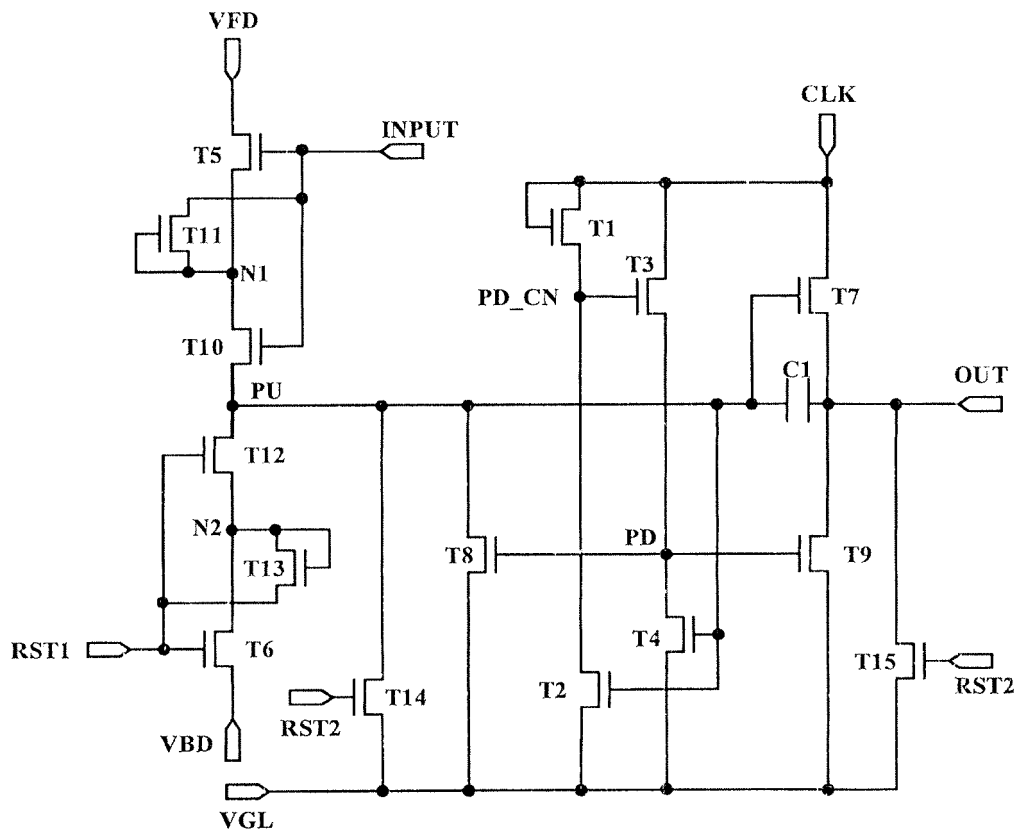 VFD
CLK
INPUT
T5
T11
T1
T3
N1
PD_CN
T7
T10
C1
PU
OUT
T12
N2
PD
T8
T9
T13
RST1
T6
T4
T15
T14
T2
RST2
RST2
VBD
VGL